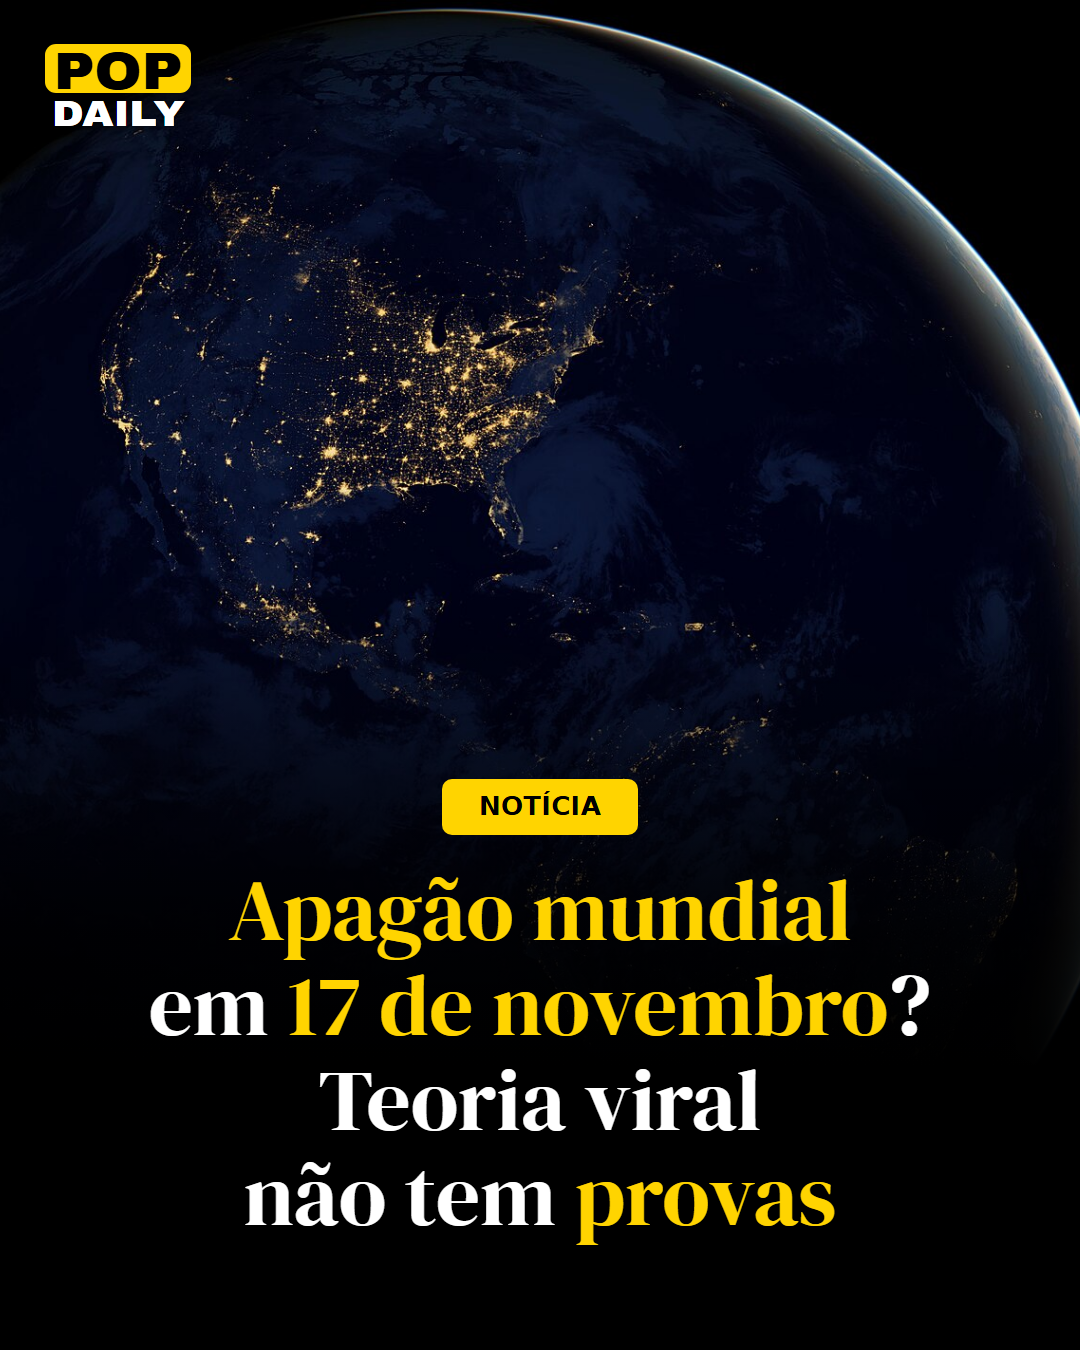 POP
DAILY
NOTÍCIA
Apagão mundial
em 17 de novembro?
Teoria viral
não tem provas